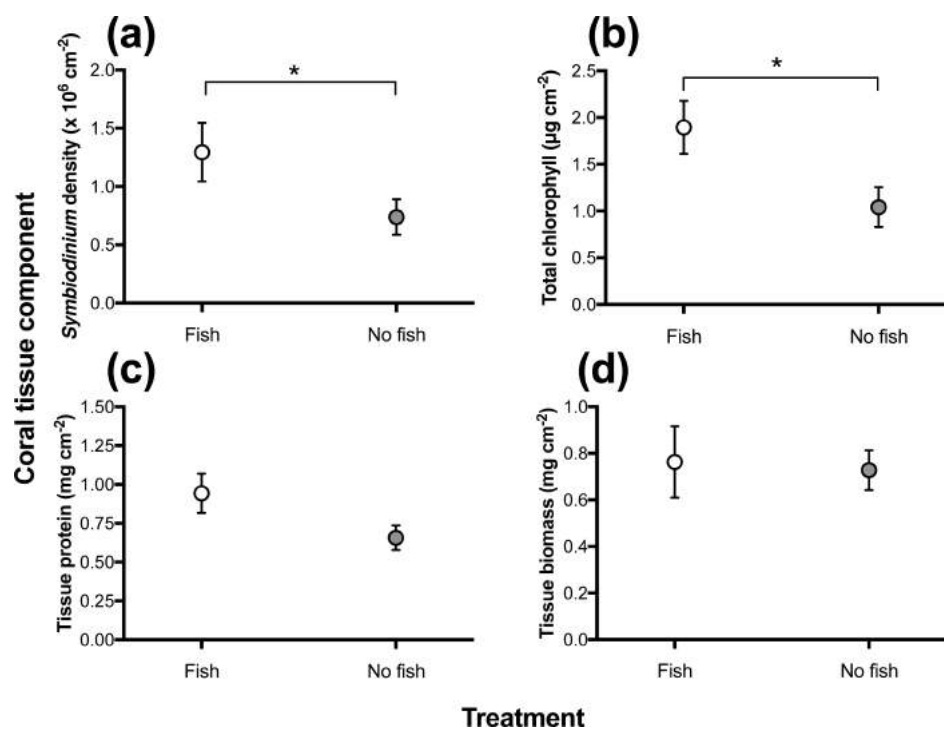 (a)
Symbiodinium density (x 10⁶ cm⁻²)
2.0
1.5
1.0
0.5
0.0
*
Fish
No fish
(b)
Total chlorophyll (µg cm⁻²)
2.5
2.0
1.5
1.0
0.5
0.0
*
Fish
No fish
Coral tissue component
(c)
Tissue protein (mg cm⁻²)
1.50
1.25
1.00
0.75
0.50
0.25
0.00
Fish
No fish
(d)
Tissue biomass (mg cm⁻²)
1.0
0.8
0.6
0.4
0.2
0.0
Fish
No fish
Treatment